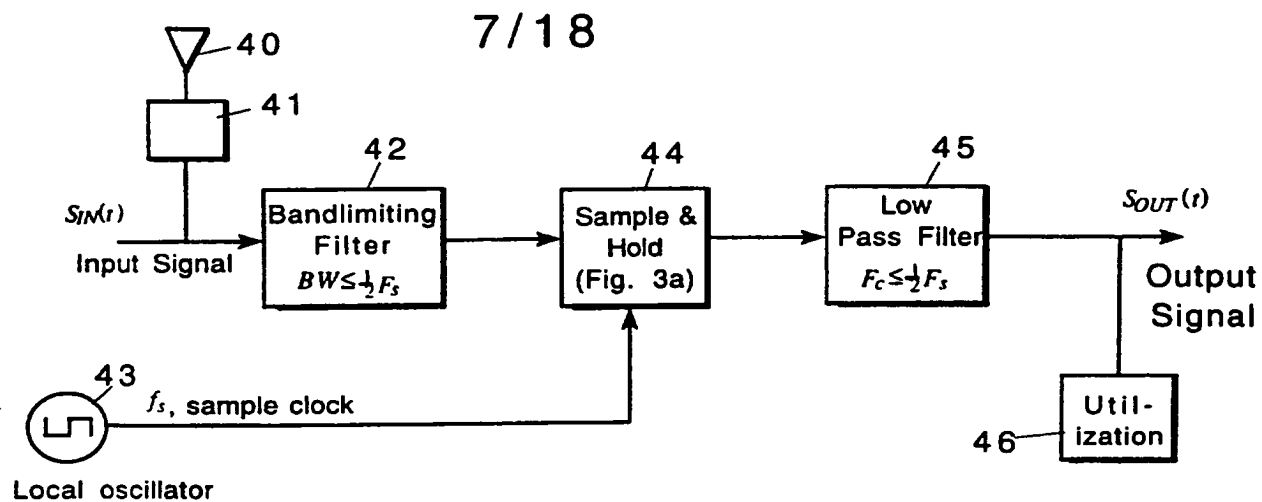 7/18
40
41
42
44
45
S_IN(t)
Input Signal
Bandlimiting
Filter
BW≤½F_s
Sample &
Hold
(Fig. 3a)
Low
Pass Filter
F_c≤½F_s
S_OUT(t)
Output
Signal
43
f_s, sample clock
Local oscillator
46
Util-
ization